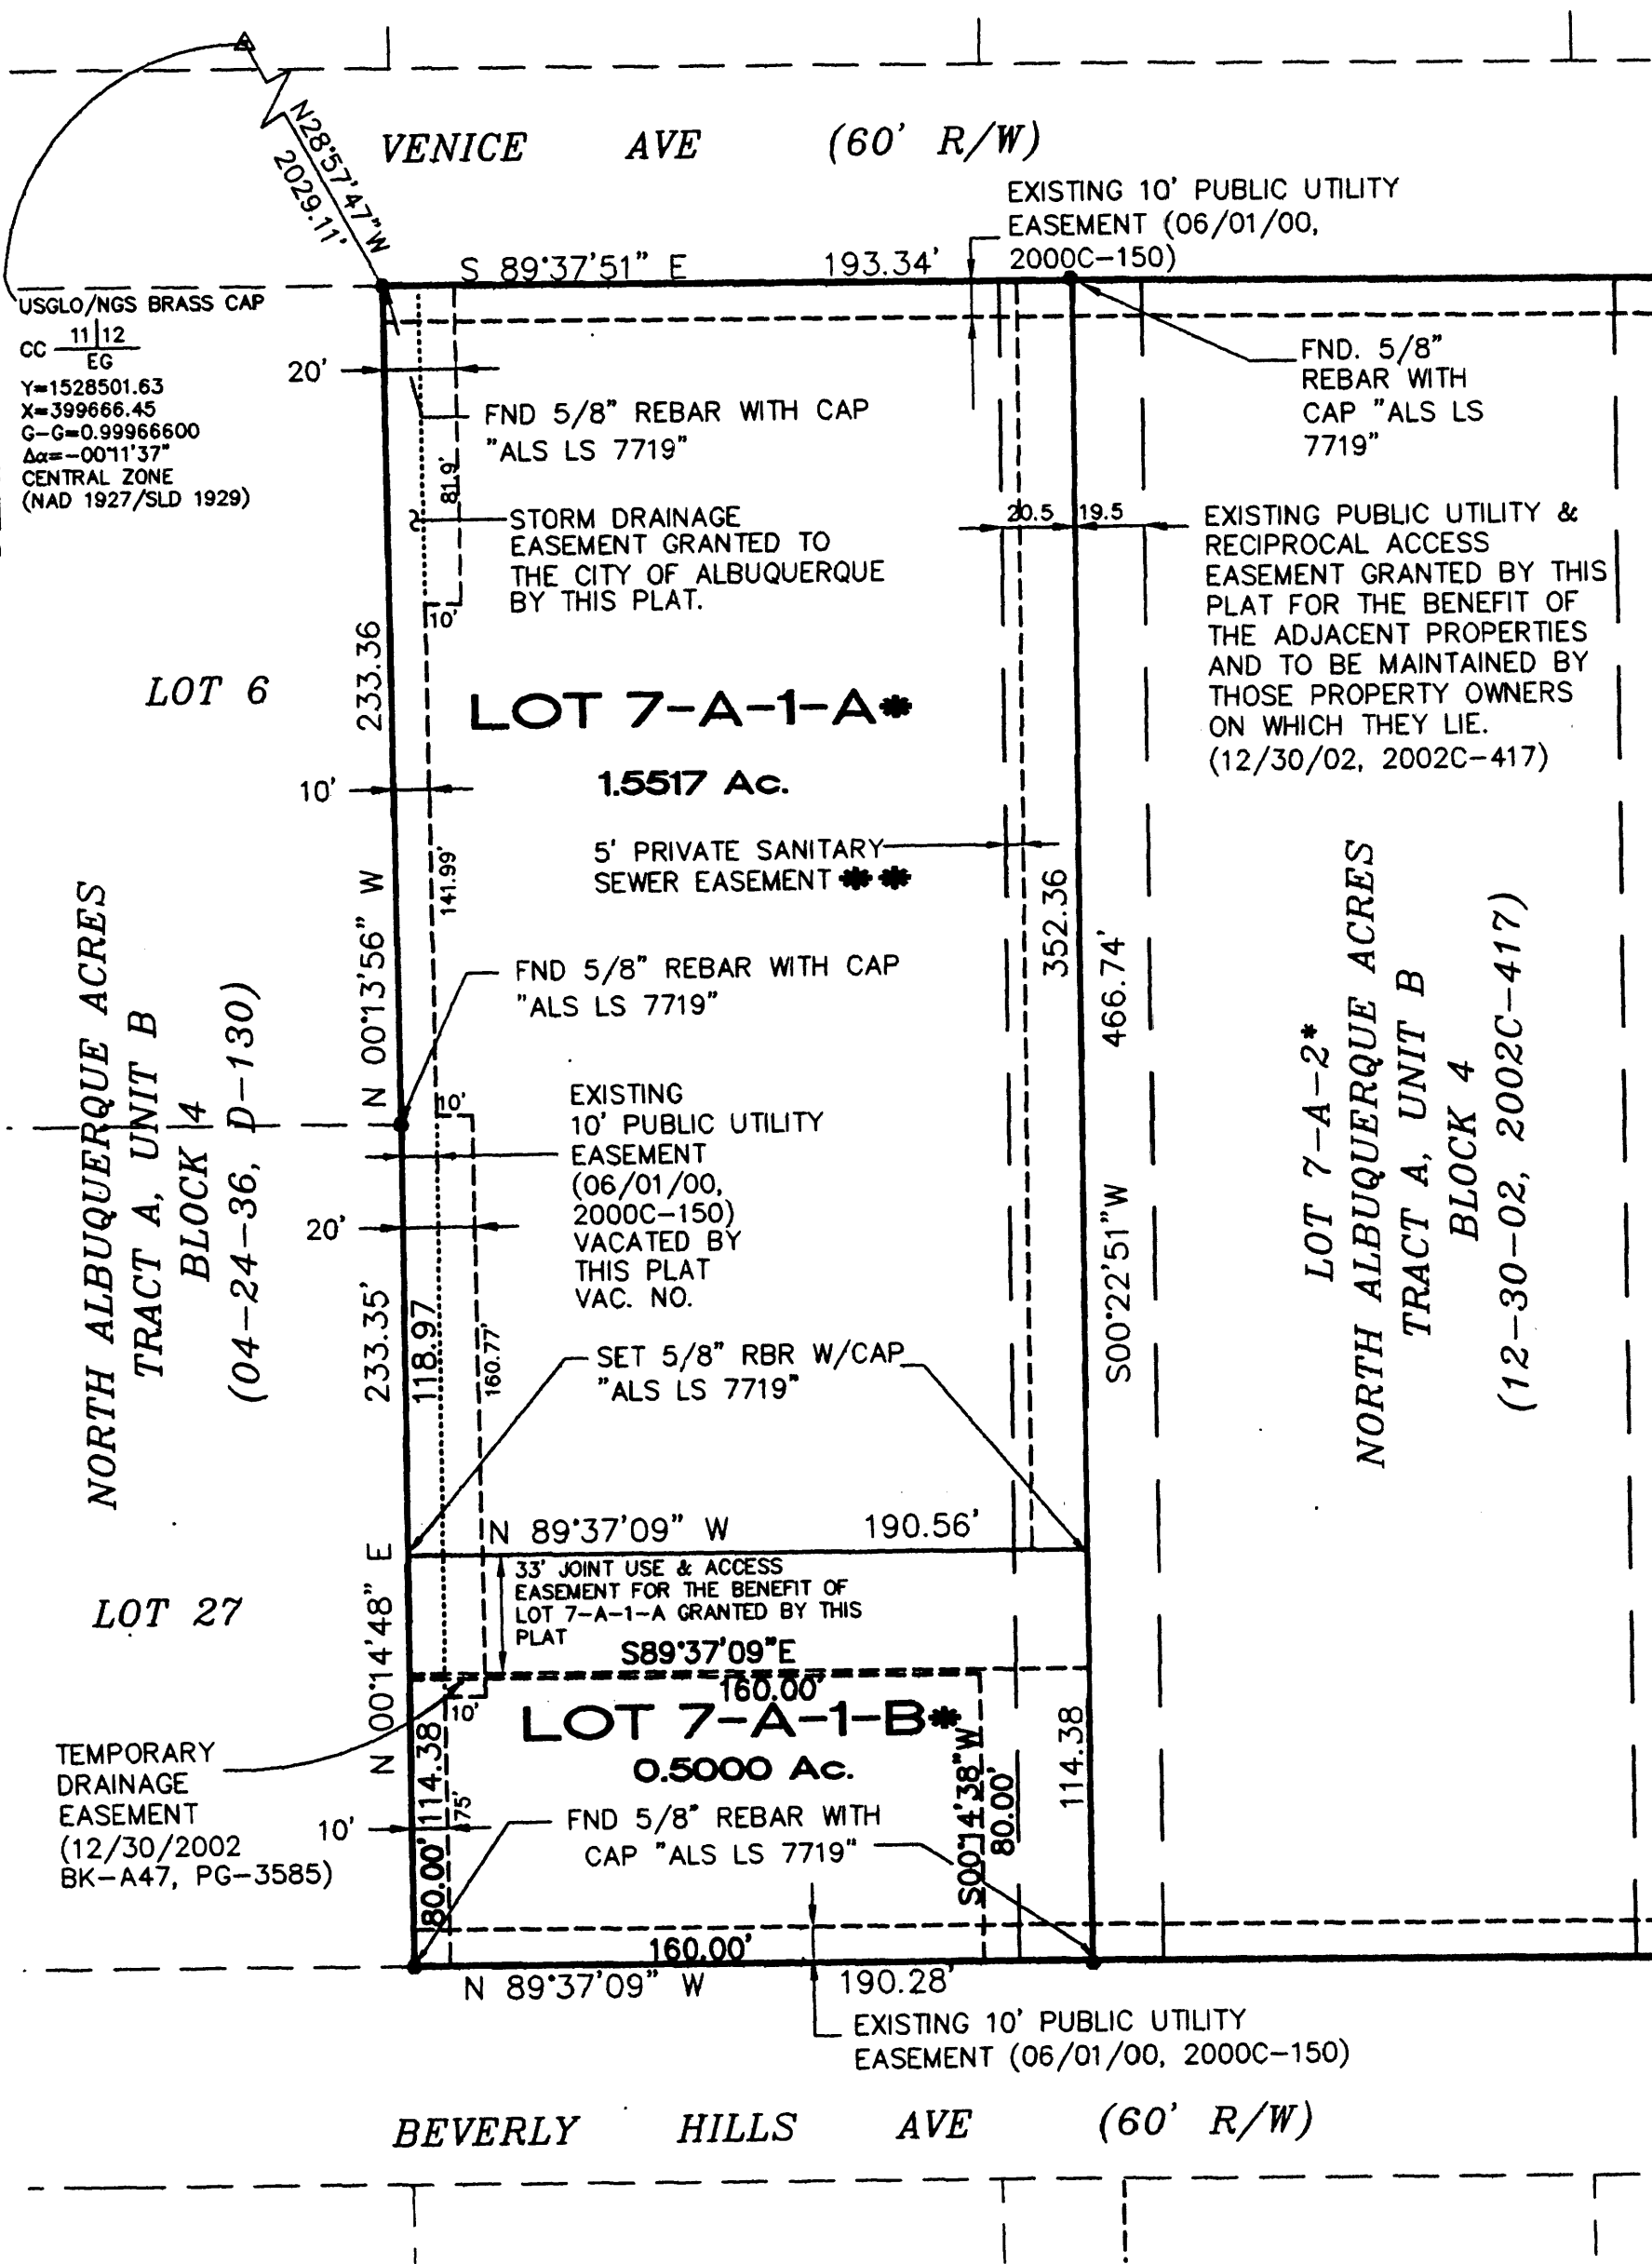 VENICE AVE (60' R/W)
N28°57'47"W
2029.11'
EXISTING 10' PUBLIC UTILITY
EASEMENT (06/01/00,
2000C-150)
S 89°37'51" E 193.34'
USGLO/NGS BRASS CAP
CC 11|12
EG
Y=1528501.63
X=399666.45
G-G=0.99966600
Δα=-00°11'37"
CENTRAL ZONE
(NAD 1927/SLD 1929)
20'
FND 5/8" REBAR WITH CAP
"ALS LS 7719"
FND. 5/8"
REBAR WITH
CAP "ALS LS
7719"
81.9'
STORM DRAINAGE
EASEMENT GRANTED TO
THE CITY OF ALBUQUERQUE
BY THIS PLAT.
10'
20.5 19.5
EXISTING PUBLIC UTILITY &
RECIPROCAL ACCESS
EASEMENT GRANTED BY THIS
PLAT FOR THE BENEFIT OF
THE ADJACENT PROPERTIES
AND TO BE MAINTAINED BY
THOSE PROPERTY OWNERS
ON WHICH THEY LIE.
(12/30/02, 2002C-417)
233.36
LOT 6
LOT 7-A-1-A*
1.5517 Ac.
10'
141.99'
5' PRIVATE SANITARY
SEWER EASEMENT **
352.36
466.74'
N 00°13'56" W
FND 5/8" REBAR WITH CAP
"ALS LS 7719"
NORTH ALBUQUERQUE ACRES
TRACT A, UNIT B
BLOCK 4
(04-24-36, D-130)
LOT 7-A-2*
NORTH ALBUQUERQUE ACRES
TRACT A, UNIT B
BLOCK 4
(12-30-02, 2002C-417)
10'
EXISTING
10' PUBLIC UTILITY
EASEMENT
(06/01/00,
2000C-150)
VACATED BY
THIS PLAT
VAC. NO.
20'
S00°22'51"W
233.35'
118.97
160.77'
SET 5/8" RBR W/CAP
"ALS LS 7719"
N 89°37'09" W 190.56'
33' JOINT USE & ACCESS
EASEMENT FOR THE BENEFIT OF
LOT 7-A-1-A GRANTED BY THIS
PLAT
LOT 27
N 00°14'48" E
S89°37'09"E
160.00'
10'
LOT 7-A-1-B*
0.5000 Ac.
TEMPORARY
DRAINAGE
EASEMENT
(12/30/2002
BK-A47, PG-3585)
10'
114.38
75'
80.00'
FND 5/8" REBAR WITH
CAP "ALS LS 7719"
S00°14'38"W
80.00'
114.38
160.00'
N 89°37'09" W 190.28'
EXISTING 10' PUBLIC UTILITY
EASEMENT (06/01/00, 2000C-150)
BEVERLY HILLS AVE (60' R/W)